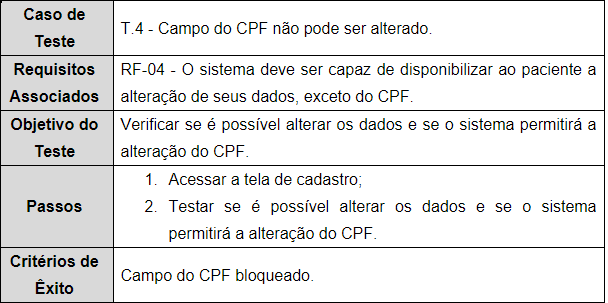 Caso de
Teste
T.4 - Campo do CPF não pode ser alterado.
Requisitos
Associados
RF-04 - O sistema deve ser capaz de disponibilizar ao paciente a
alteração de seus dados, exceto do CPF.
Objetivo do
Teste
Verificar se é possível alterar os dados e se o sistema permitirá a
alteração do CPF.
Passos
1. Acessar a tela de cadastro;
2. Testar se é possível alterar os dados e se o sistema
permitirá a alteração do CPF.
Critérios de
Êxito
Campo do CPF bloqueado.